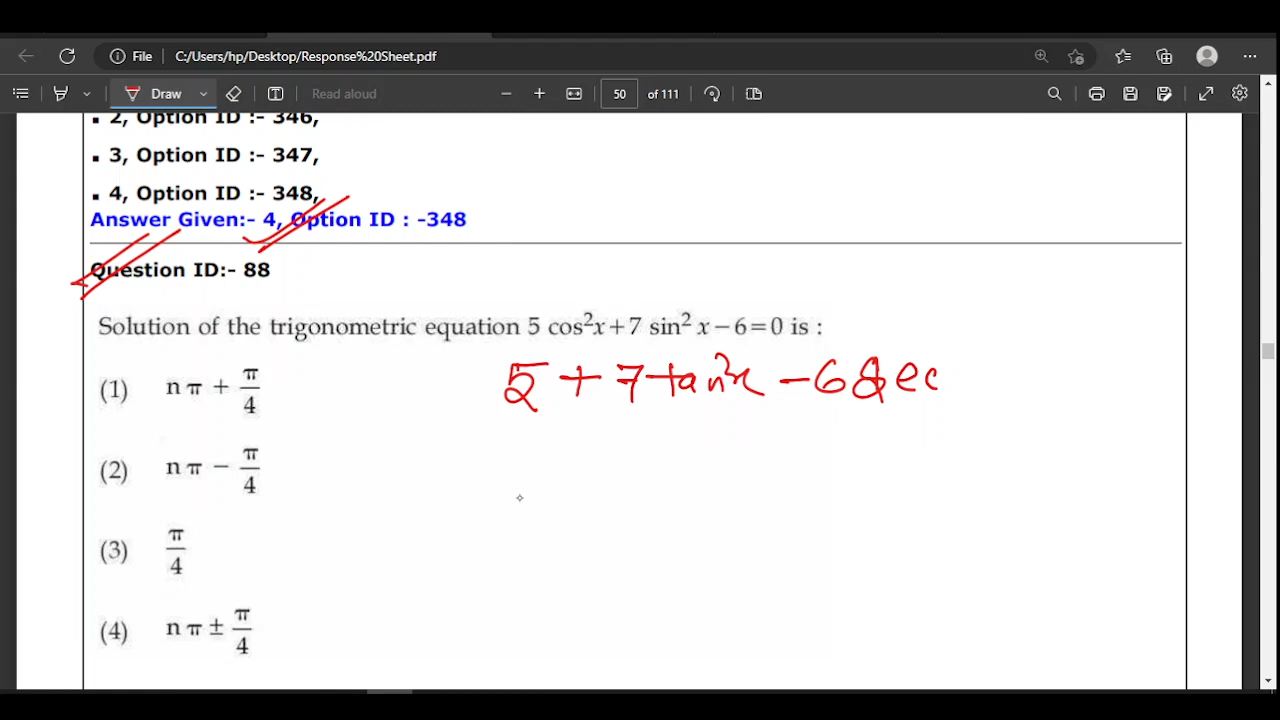 File C:/Users/hp/Desktop/Response%20Sheet.pdf
Draw Read aloud 50 of 111
▪ 2, Option ID :- 346,
▪ 3, Option ID :- 347,
▪ 4, Option ID :- 348,
Answer Given:- 4, Option ID : -348
Question ID:- 88
Solution of the trigonometric equation 5 cos²x + 7 sin² x − 6 = 0 is :
5 + 7 tan²x − 6 sec
(1) nπ + π/4
(2) nπ − π/4
(3) π/4
(4) nπ ± π/4